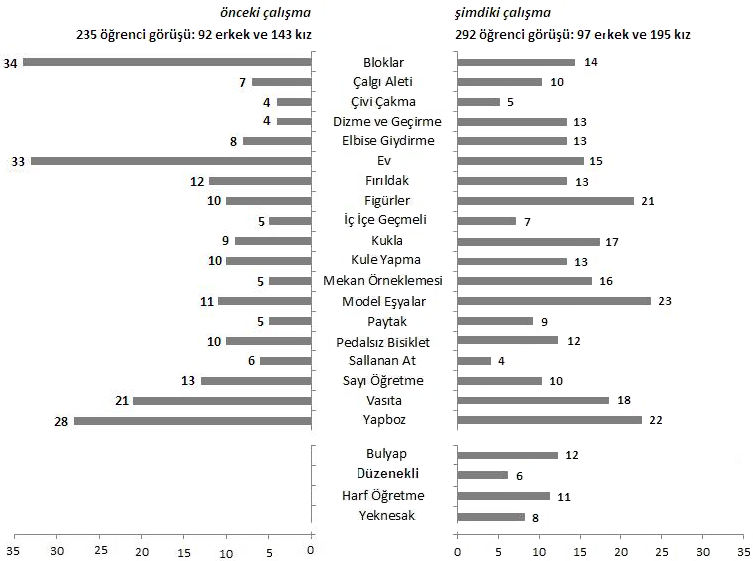 önceki çalışma
şimdiki çalışma
235 öğrenci görüşü: 92 erkek ve 143 kız
292 öğrenci görüşü: 97 erkek ve 195 kız
34 Bloklar 14
7 Çalgı Aleti 10
4 Çivi Çakma 5
4 Dizme ve Geçirme 13
8 Elbise Giydirme 13
33 Ev 15
12 Fırıldak 13
10 Figürler 21
5 İç İçe Geçmeli 7
9 Kukla 17
10 Kule Yapma 13
5 Mekan Örneklemesi 16
11 Model Eşyalar 23
5 Paytak 9
10 Pedalsız Bisiklet 12
6 Sallanan At 4
13 Sayı Öğretme 10
21 Vasıta 18
28 Yapboz 22
Bulyap 12
Düzenekli 6
Harf Öğretme 11
Yeknesak 8
35 30 25 20 15 10 5 0
0 5 10 15 20 25 30 35